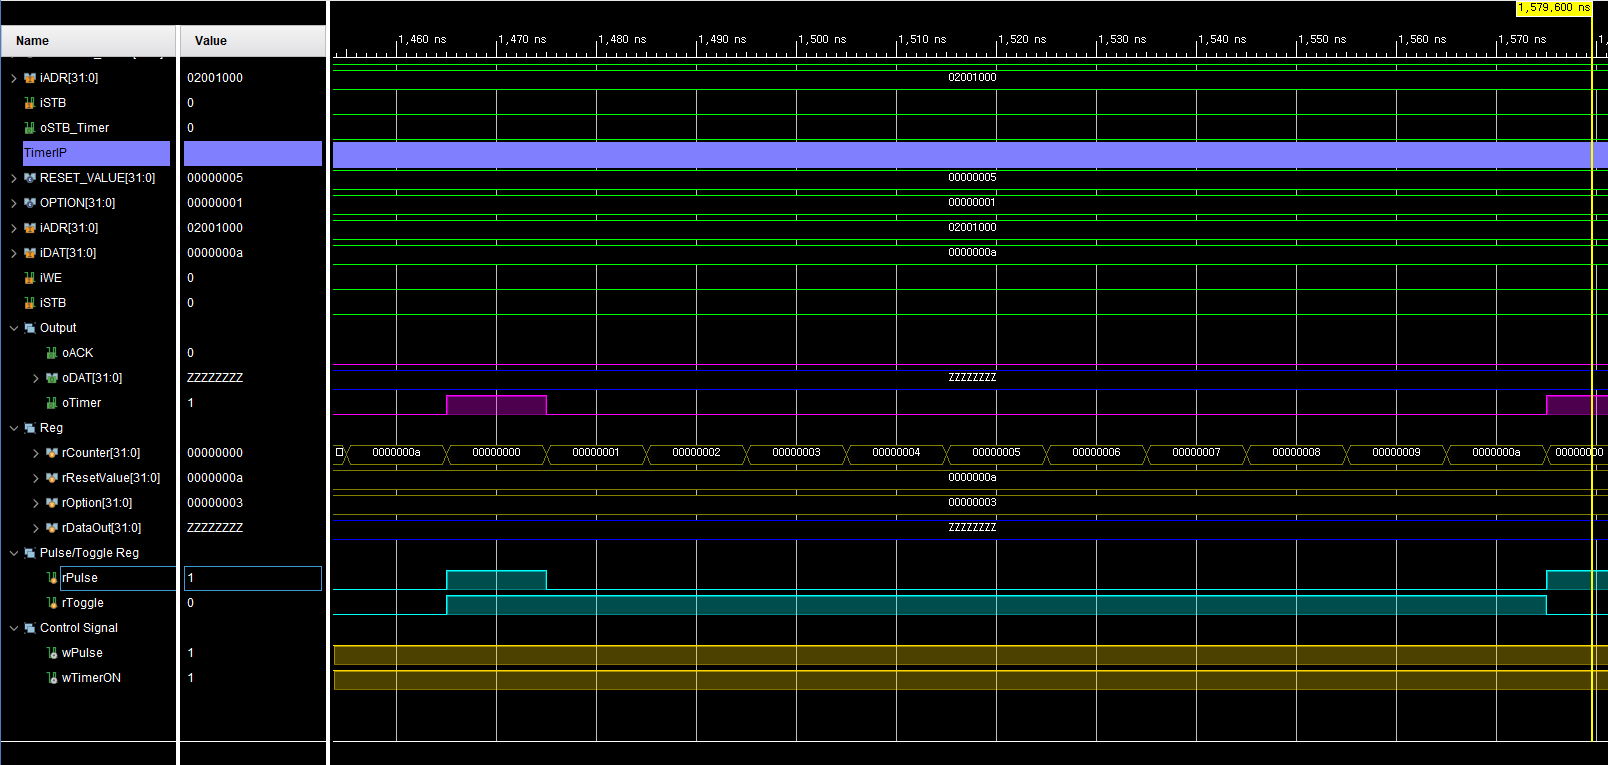 1,579,600 ns
Name Value 1,460 ns 1,470 ns 1,480 ns 1,490 ns 1,500 ns 1,510 ns 1,520 ns 1,530 ns 1,540 ns 1,550 ns 1,560 ns 1,570 ns
iADR[31:0] 02001000 02001000
iSTB 0
oSTB_Timer 0
TimerIP
RESET_VALUE[31:0] 00000005 00000005
OPTION[31:0] 00000001 00000001
iADR[31:0] 02001000 02001000
iDAT[31:0] 0000000a 0000000a
iWE 0
iSTB 0
Output
oACK 0
oDAT[31:0] ZZZZZZZZ ZZZZZZZZ
oTimer 1
Reg
rCounter[31:0] 00000000 0000000a 00000000 00000001 00000002 00000003 00000004 00000005 00000006 00000007 00000008 00000009 0000000a 00000000
rResetValue[31:0] 0000000a 0000000a
rOption[31:0] 00000003 00000003
rDataOut[31:0] ZZZZZZZZ ZZZZZZZZ
Pulse/Toggle Reg
rPulse 1
rToggle 0
Control Signal
wPulse 1
wTimerON 1